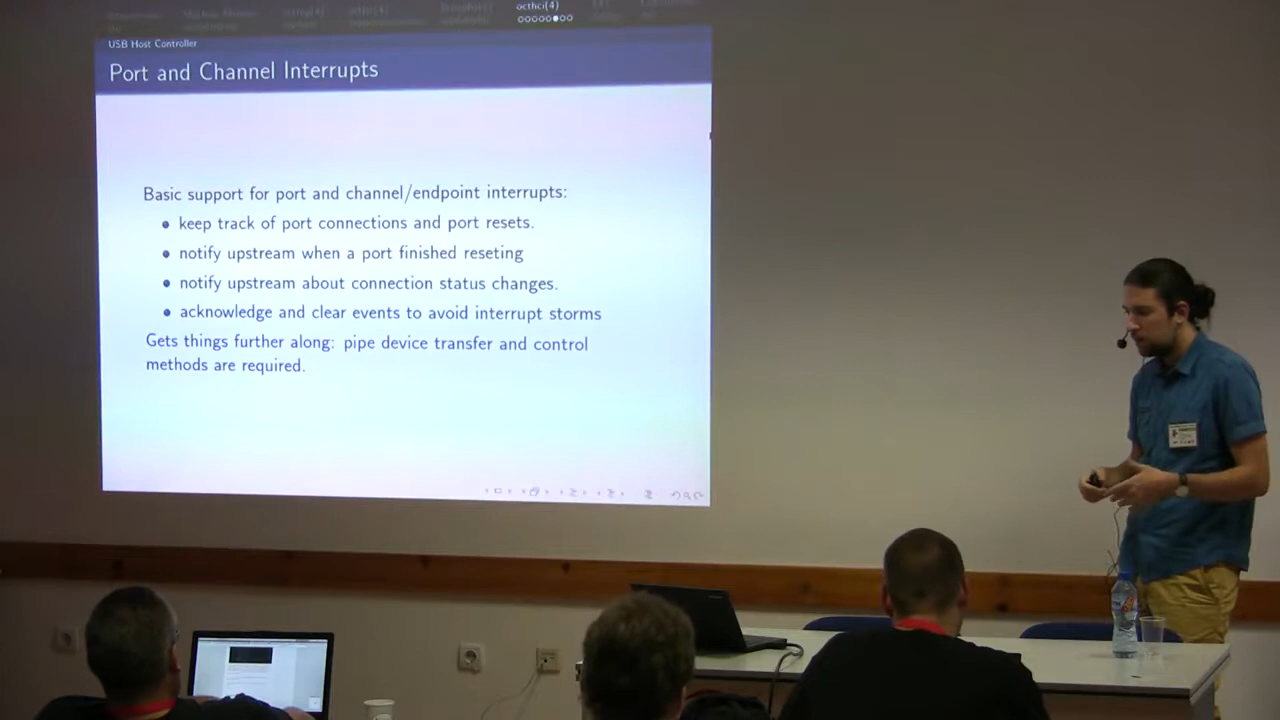 octhci(4)
USB Host Controller
Port and Channel Interrupts
Basic support for port and channel/endpoint interrupts:
keep track of port connections and port resets.
notify upstream when a port finished reseting
notify upstream about connection status changes.
acknowledge and clear events to avoid interrupt storms
Gets things further along: pipe device transfer and control
methods are required.